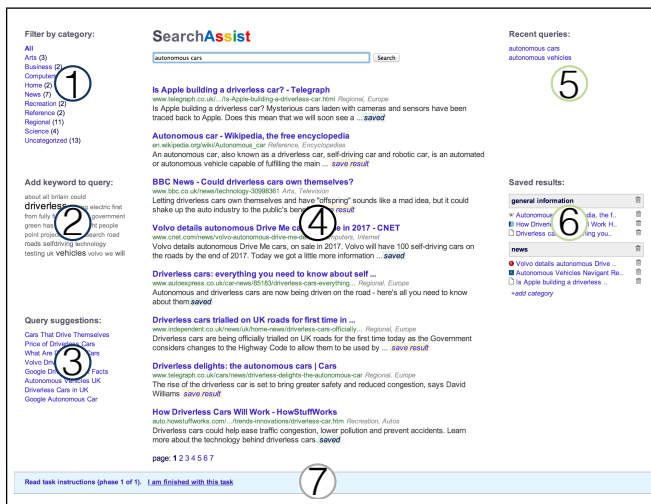 Filter by category:
All
Arts (3)
Business (2)
Computers
Home (2)
News (7)
Recreation (2)
Reference (2)
Regional (11)
Science (4)
Uncategorized (13)
1
Add keyword to query:
about all britain could
driverless electric first
from fully government
green has people
point project search road
roads selfdriving technology
testing uk vehicles volvo we will
2
Query suggestions:
Cars That Drive Themselves
Price of Driverless Cars
What Are Cars
Volvo
Google Facts
Autonomous Vehicles UK
Driverless Cars in UK
Google Autonomous Car
3
SearchAssist
autonomous cars Search
Is Apple building a driverless car? - Telegraph
www.telegraph.co.uk/.../Is-Apple-building-a-driverless-car.html Regional, Europe
Is Apple building a driverless car? Mysterious cars laden with cameras and sensors have been
traced back to Apple. Does this mean that we will soon see a ... saved
Autonomous car - Wikipedia, the free encyclopedia
en.wikipedia.org/wiki/Autonomous_car Reference, Encyclopedias
An autonomous car, also known as a driverless car, self-driving car and robotic car, is an automated
or autonomous vehicle capable of fulfilling the main ... save result
BBC News - Could driverless cars own themselves?
www.bbc.co.uk/news/technology-30998361 Arts, Television
Letting driverless cars own themselves and have "offspring" sounds like a mad idea, but it could
shake up the auto industry to the public's result
Volvo details autonomous Drive Me cars, on sale in 2017 - CNET
www.cnet.com/news/volvo-autonomous-drive-me- Computers, Internet
Volvo details autonomous Drive Me cars, on sale in 2017. Volvo will have 100 self-driving cars on
the roads by the end of 2017. Today we got a little more information ... saved
Driverless cars: everything you need to know about self ...
www.autoexpress.co.uk/car-news/85183/driverless-cars-everything... Regional, Europe
Autonomous and driverless cars are now being driven on the road - here's all you need to know
about them saved
Driverless cars trialled on UK roads for first time in ...
www.independent.co.uk/news/uk/home-news/driverless-cars-officially... Regional, Europe
Driverless cars are being officially trialled on UK roads for the first time today as the Government
considers changes to the Highway Code to allow them to be used by ... save result
Driverless delights: the autonomous cars | Cars
www.telegraph.co.uk/cars/news/driverless-delights-the-autonomous-car Regional, Europe
The rise of the driverless car is set to bring greater safety and reduced congestion, says David
Williams save result
How Driverless Cars Will Work - HowStuffWorks
auto.howstuffworks.com/.../trends-innovations/driverless-car.htm Recreation, Autos
Driverless cars could help ease traffic congestion, lower pollution and prevent accidents. Learn
more about the technology behind driverless cars. saved
page: 1 2 3 4 5 6 7
4
Recent queries:
autonomous cars
autonomous vehicles
5
Saved results:
general information
Autonomous dia, the f..
How Driverless Work H..
Driverless cars you..
news
Volvo details autonomous Drive ..
Autonomous Vehicles Navigant Re..
Is Apple building a driverless ..
+add category
6
Read task instructions (phase 1 of 1). I am finished with this task
7